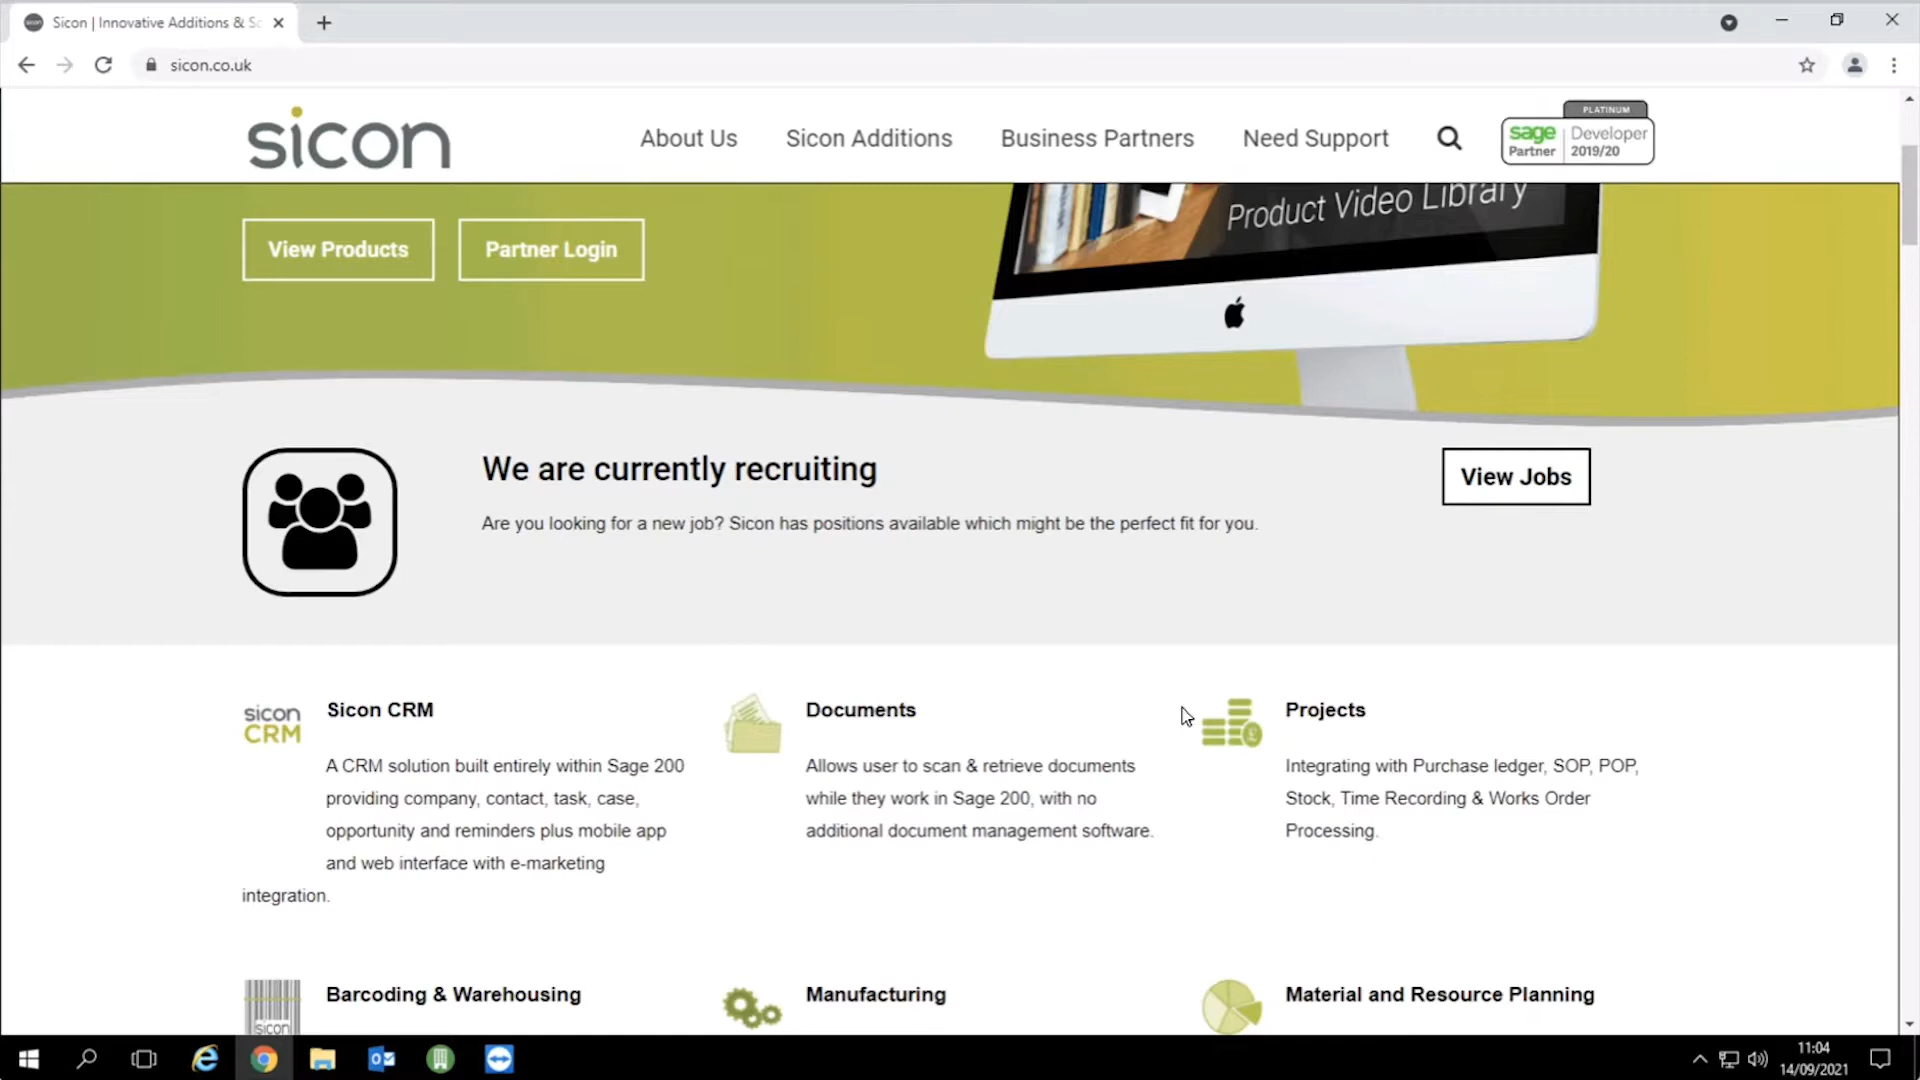 Sicon | Innovative Additions & Sc
sicon.co.uk
sicon
About Us
Sicon Additions
Business Partners
Need Support
PLATINUM
sage
Partner
Developer
2019/20
View Products
Partner Login
Product Video Library
We are currently recruiting
Are you looking for a new job? Sicon has positions available which might be the perfect fit for you.
View Jobs
sicon
CRM
Sicon CRM
A CRM solution built entirely within Sage 200
providing company, contact, task, case,
opportunity and reminders plus mobile app
and web interface with e-marketing
integration.
Documents
Allows user to scan & retrieve documents
while they work in Sage 200, with no
additional document management software.
Projects
Integrating with Purchase ledger, SOP, POP,
Stock, Time Recording & Works Order
Processing.
sicon
Barcoding & Warehousing
Manufacturing
Material and Resource Planning
11:04
14/09/2021